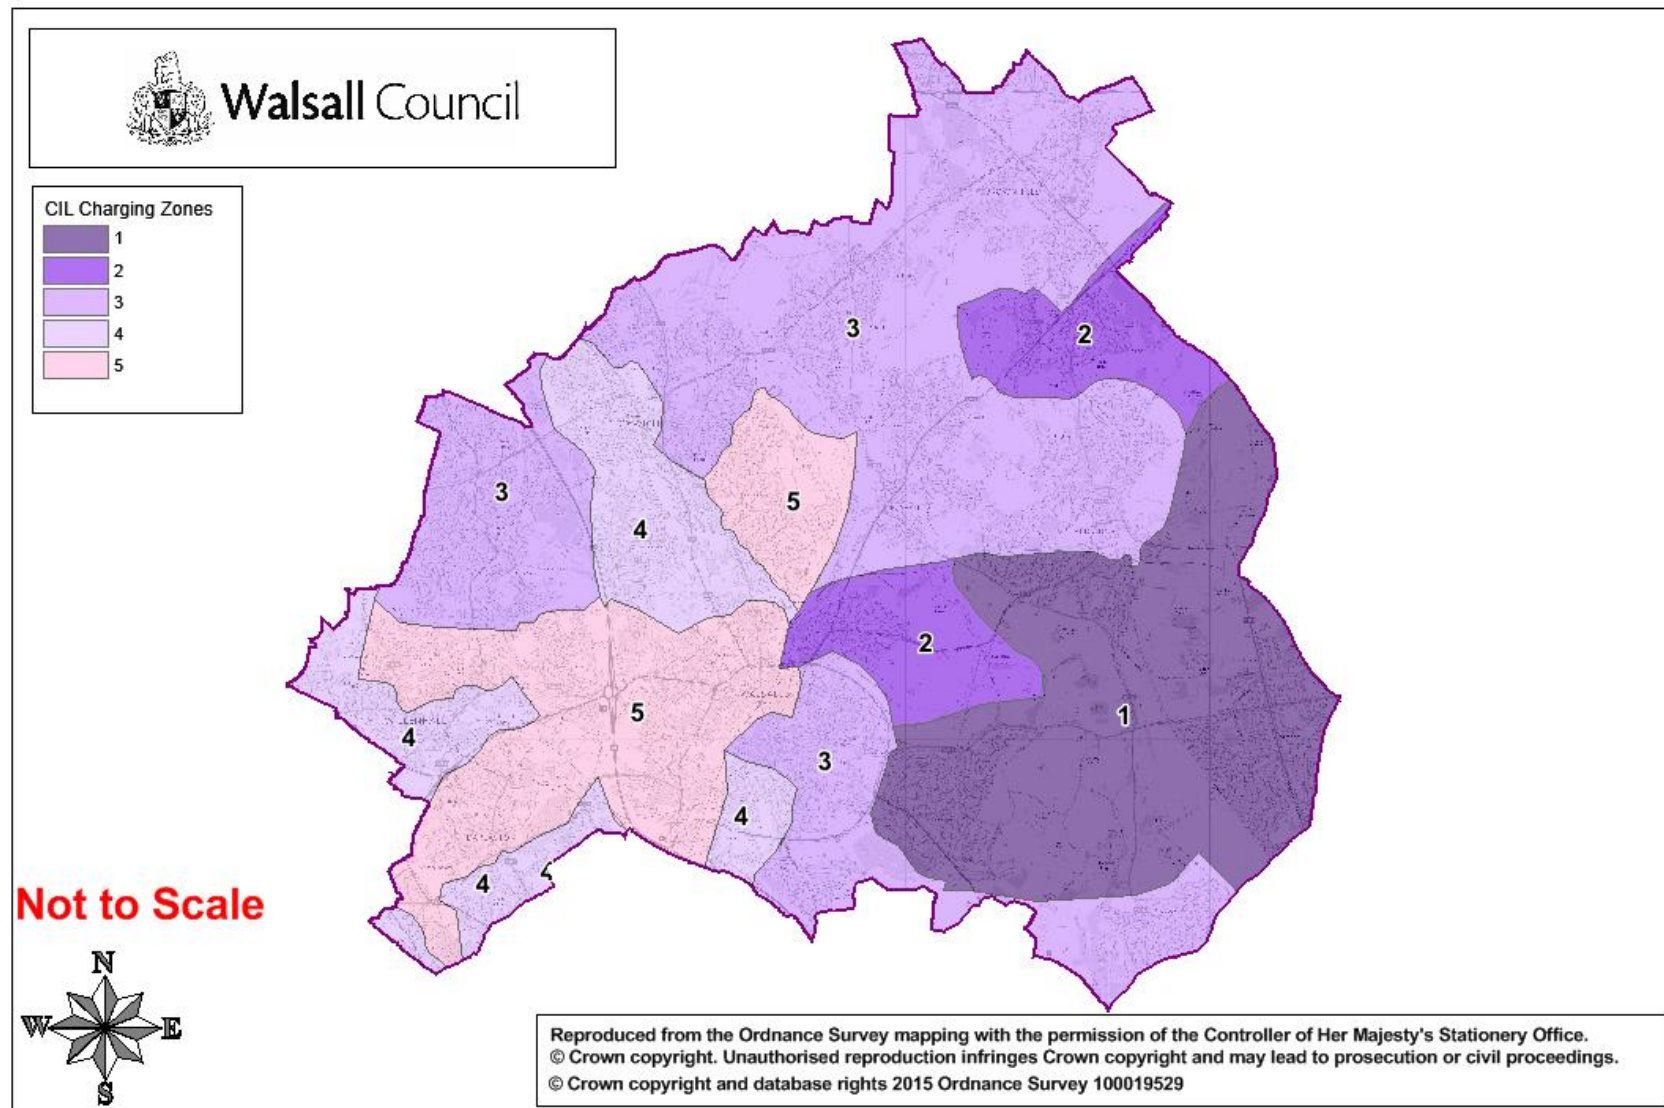 Walsall Council
CIL Charging Zones
1
2
3
4
5
3
2
3
5
4
2
5
1
4
3
4
4
4
Not to Scale
N
W E
S
Reproduced from the Ordnance Survey mapping with the permission of the Controller of Her Majesty's Stationery Office.
© Crown copyright. Unauthorised reproduction infringes Crown copyright and may lead to prosecution or civil proceedings.
© Crown copyright and database rights 2015 Ordnance Survey 100019529